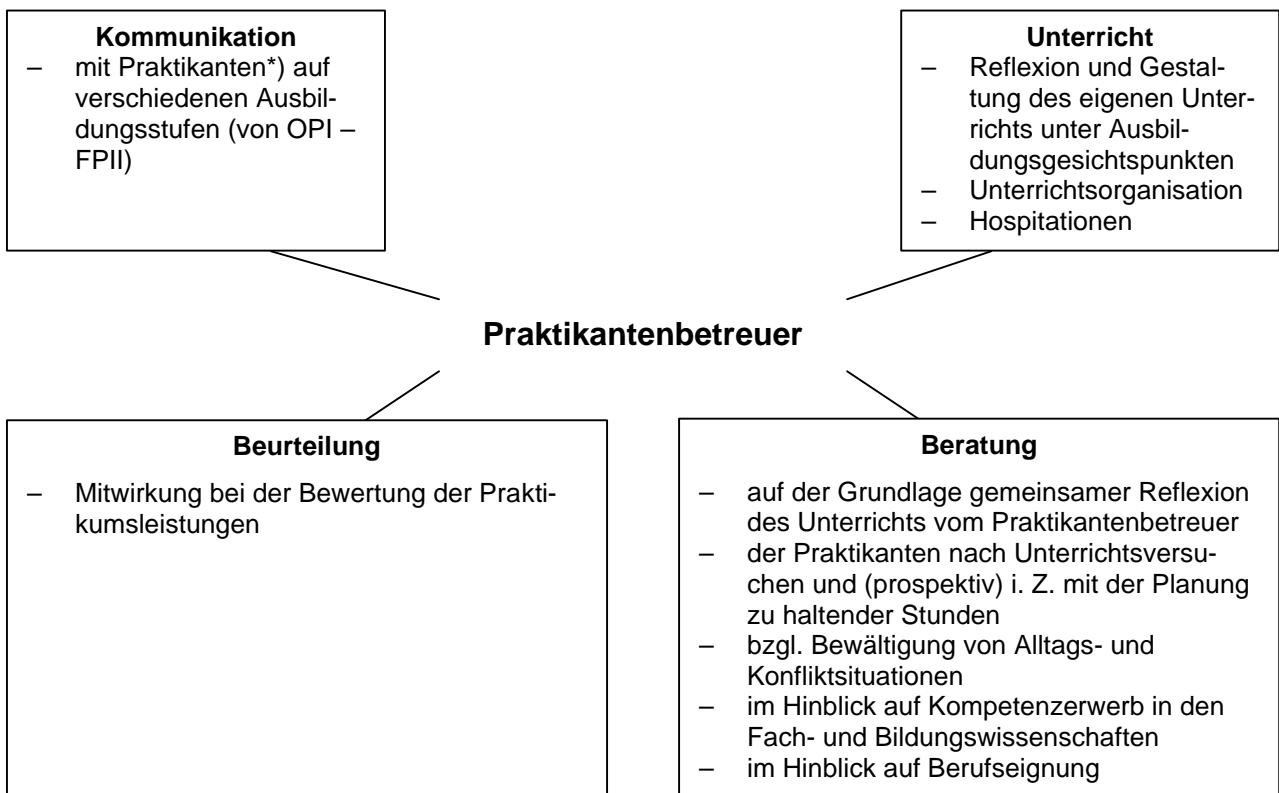 Kommunikation
– mit Praktikanten*) auf
verschiedenen Ausbil-
dungsstufen (von OPI –
FPII)
Unterricht
– Reflexion und Gestal-
tung des eigenen Unter-
richts unter Ausbil-
dungsgesichtspunkten
– Unterrichtsorganisation
– Hospitationen
Praktikantenbetreuer
Beurteilung
– Mitwirkung bei der Bewertung der Prakti-
kumsleistungen
Beratung
– auf der Grundlage gemeinsamer Reflexion
des Unterrichts vom Praktikantenbetreuer
– der Praktikanten nach Unterrichtsversu-
chen und (prospektiv) i. Z. mit der Planung
zu haltender Stunden
– bzgl. Bewältigung von Alltags- und
Konfliktsituationen
– im Hinblick auf Kompetenzerwerb in den
Fach- und Bildungswissenschaften
– im Hinblick auf Berufseignung